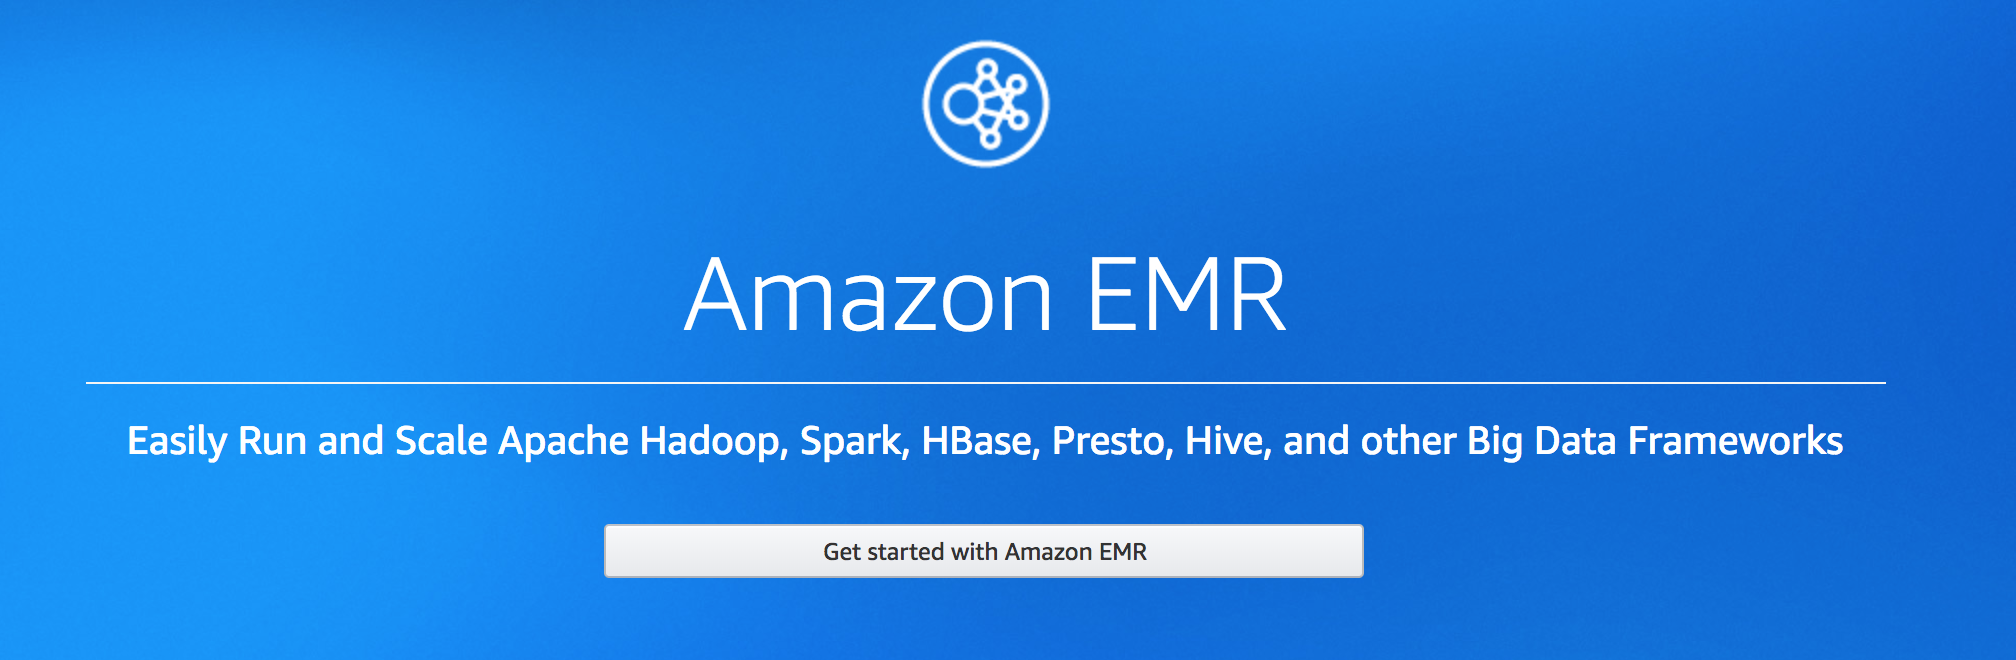 Amazon EMR
Easily Run and Scale Apache Hadoop, Spark, HBase, Presto, Hive, and other Big Data Frameworks
Get started with Amazon EMR